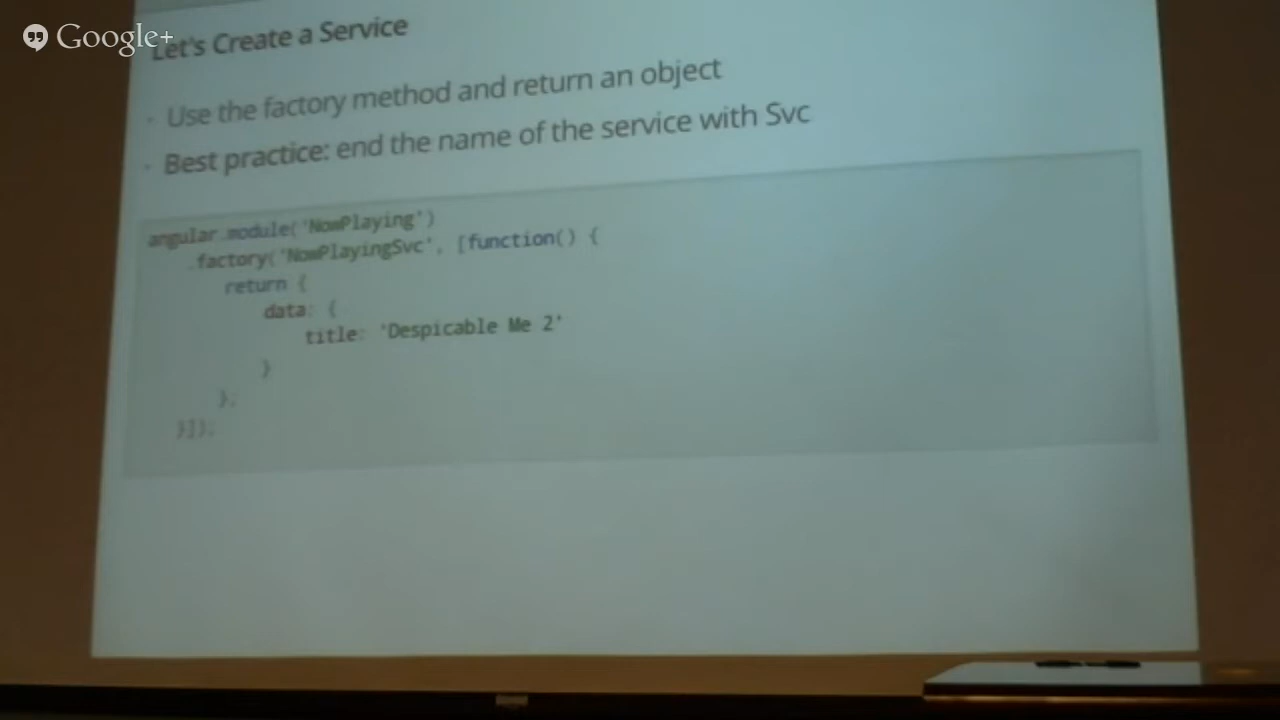 Google+
Let's Create a Service
· Use the factory method and return an object
· Best practice: end the name of the service with Svc
angular.module('NowPlaying')
.factory('NowPlayingSvc', [function() {
return {
data: {
title: 'Despicable Me 2'
}
};
}]);